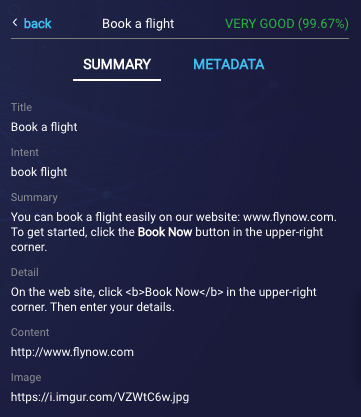 < back Book a flight VERY GOOD (99.67%)
SUMMARY METADATA
Title
Book a flight
Intent
book flight
Summary
You can book a flight easily on our website: www.flynow.com.
To get started, click the Book Now button in the upper-right
corner.
Detail
On the web site, click <b>Book Now</b> in the upper-right
corner. Then enter your details.
Content
http://www.flynow.com
Image
https://i.imgur.com/VZWtC6w.jpg